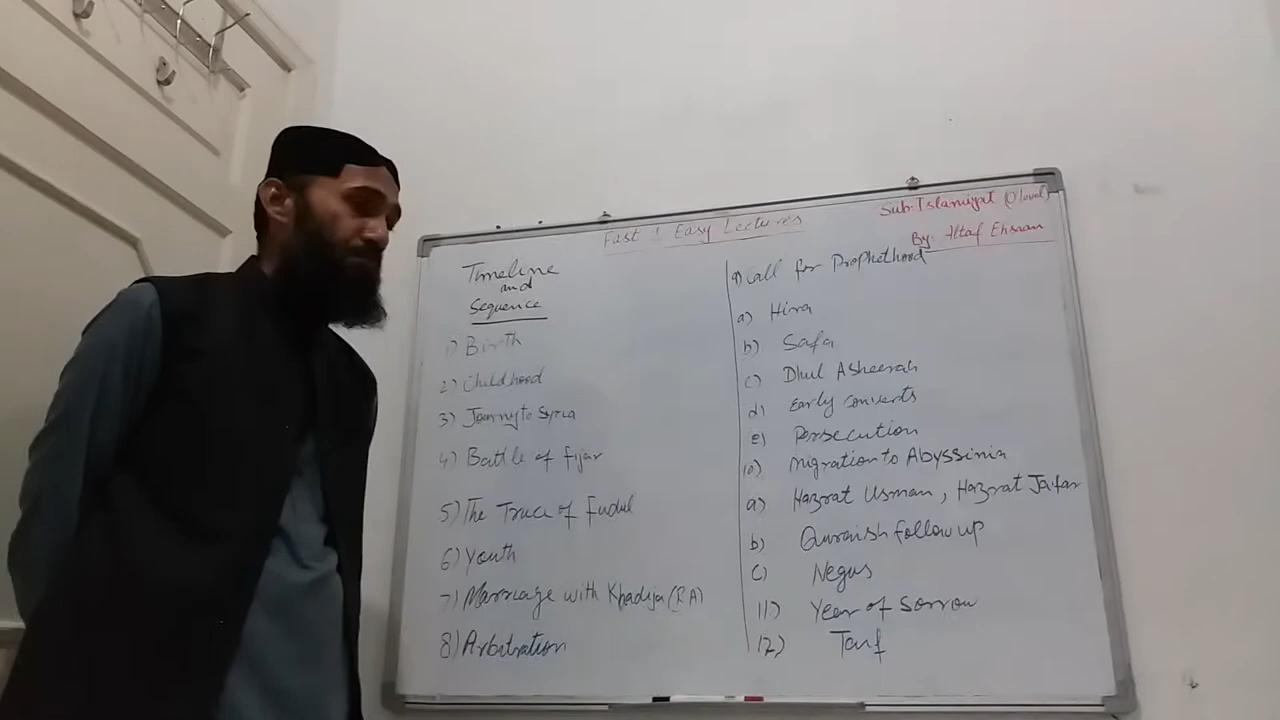 Fast ! Easy Lectures
Sub: Islamiyat (O level)
By: Altaf Ehsan
Timeline
and
Sequence
1) Birth
2) Childhood
3) Journy to Syria
4) Battle of fijar
5) The Truce of Fudul
6) Youth
7) Marriage with Khadija (RA)
8) Arbitration
9) Call for Prophethood
a) Hira
b) Safa
c) Dhul Asheerah
d) Early converts
e) Persecution
10) Migration to Abyssinia
a) Hazrat Usman, Hazrat Jafar
b) Quraish follow up
c) Negus
11) Year of Sorrow
12) Taif